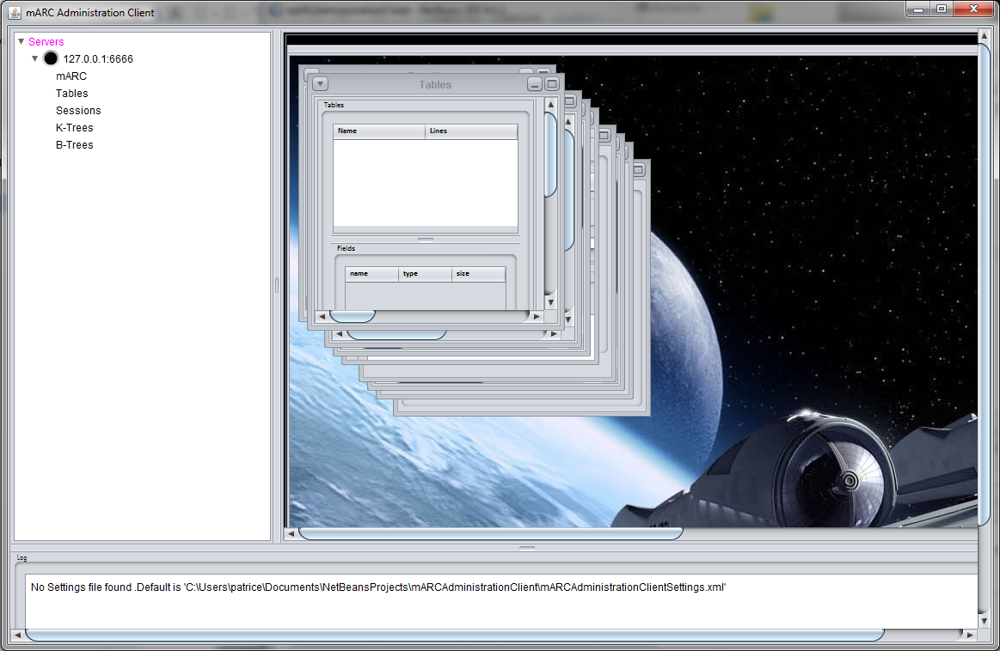 mARC Administration Client
Servers
127.0.0.1:6666
mARC
Tables
Sessions
K-Trees
B-Trees
Tables
Tables
Name Lines
Fields
name type size
Log
No Settings file found .Default is 'C:\Users\patrice\Documents\NetBeansProjects\mARCAdministrationClient\mARCAdministrationClientSettings.xml'